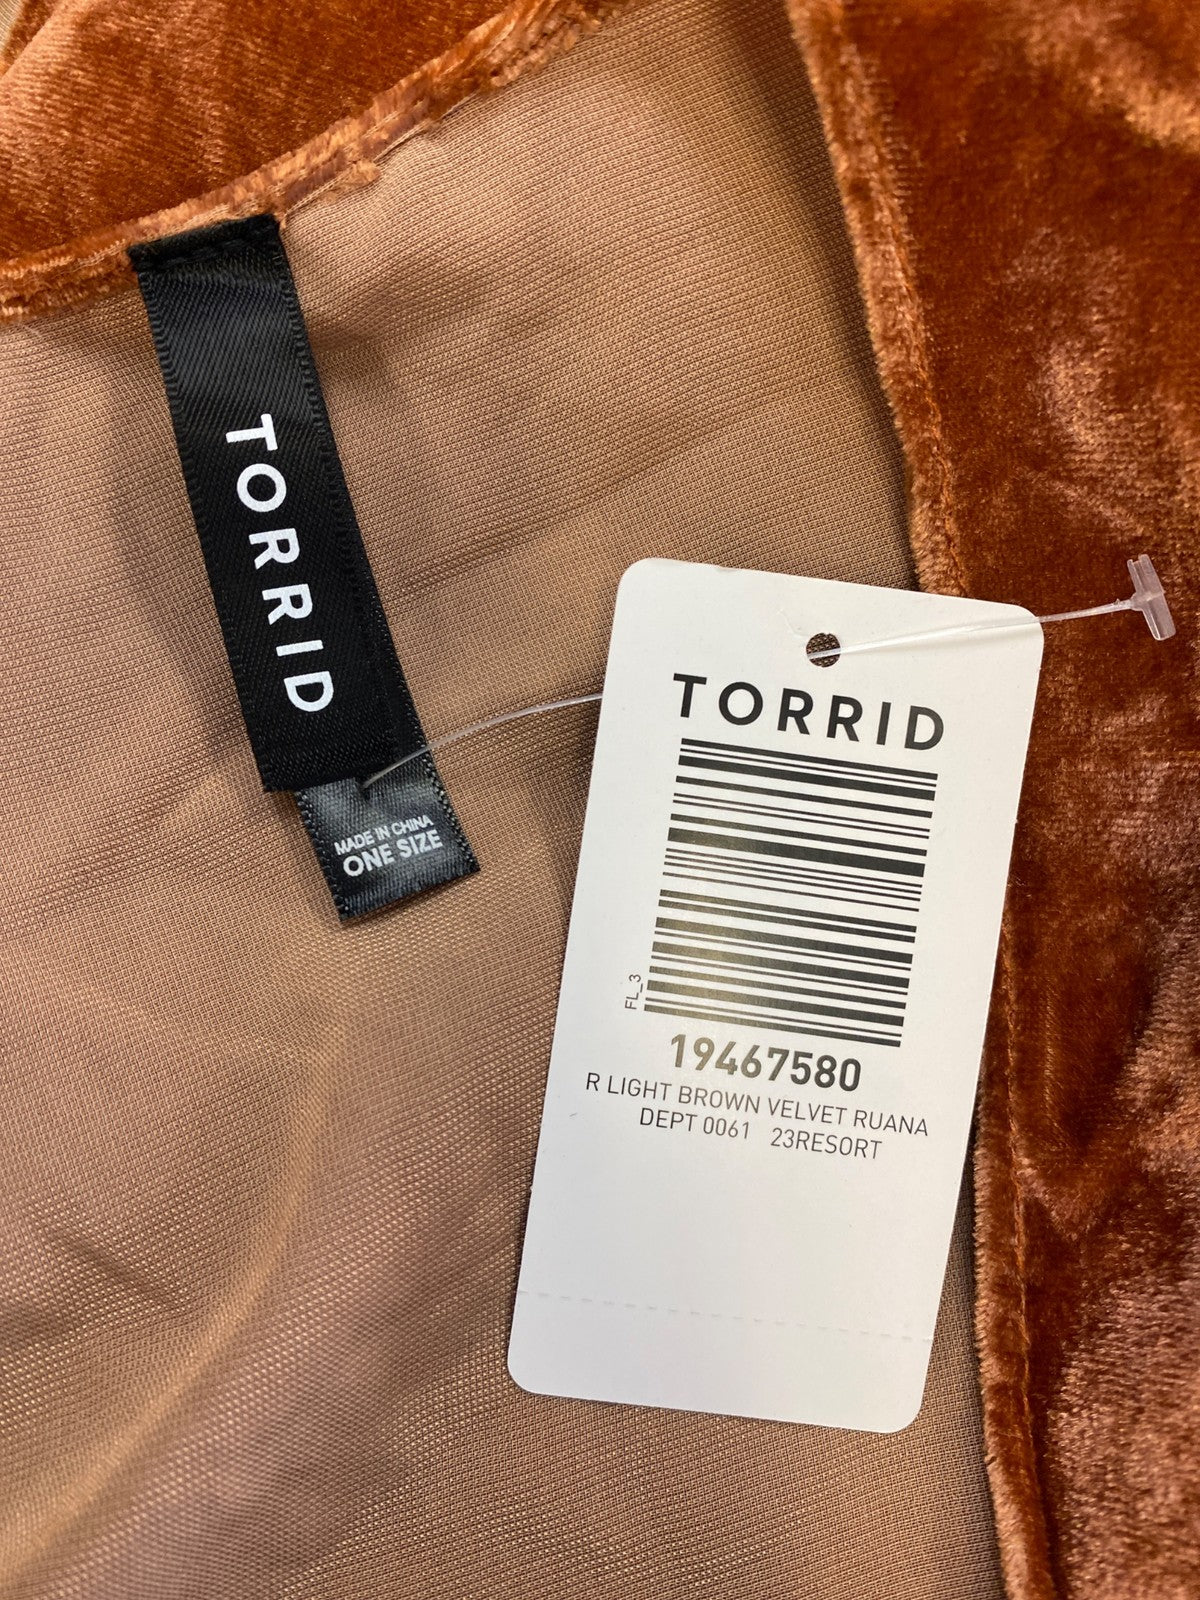 TORRID
MADE IN CHINA
ONE SIZE
TORRID
FL_3
19467580
R LIGHT BROWN VELVET RUANA
DEPT 0061 23RESORT